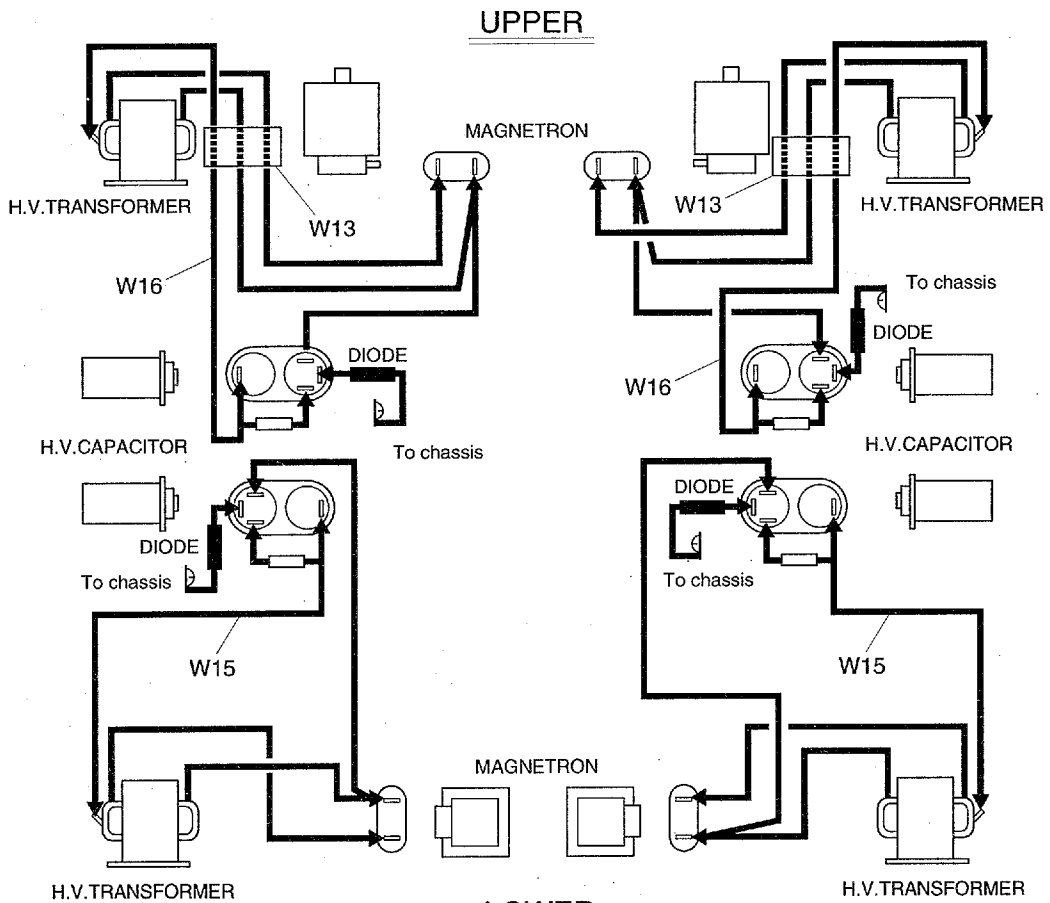 UPPER
MAGNETRON
H.V.TRANSFORMER
W13
W13
H.V.TRANSFORMER
W16
To chassis
DIODE
DIODE
W16
H.V.CAPACITOR
To chassis
H.V.CAPACITOR
DIODE
DIODE
To chassis
To chassis
W15
W15
MAGNETRON
H.V.TRANSFORMER
H.V.TRANSFORMER